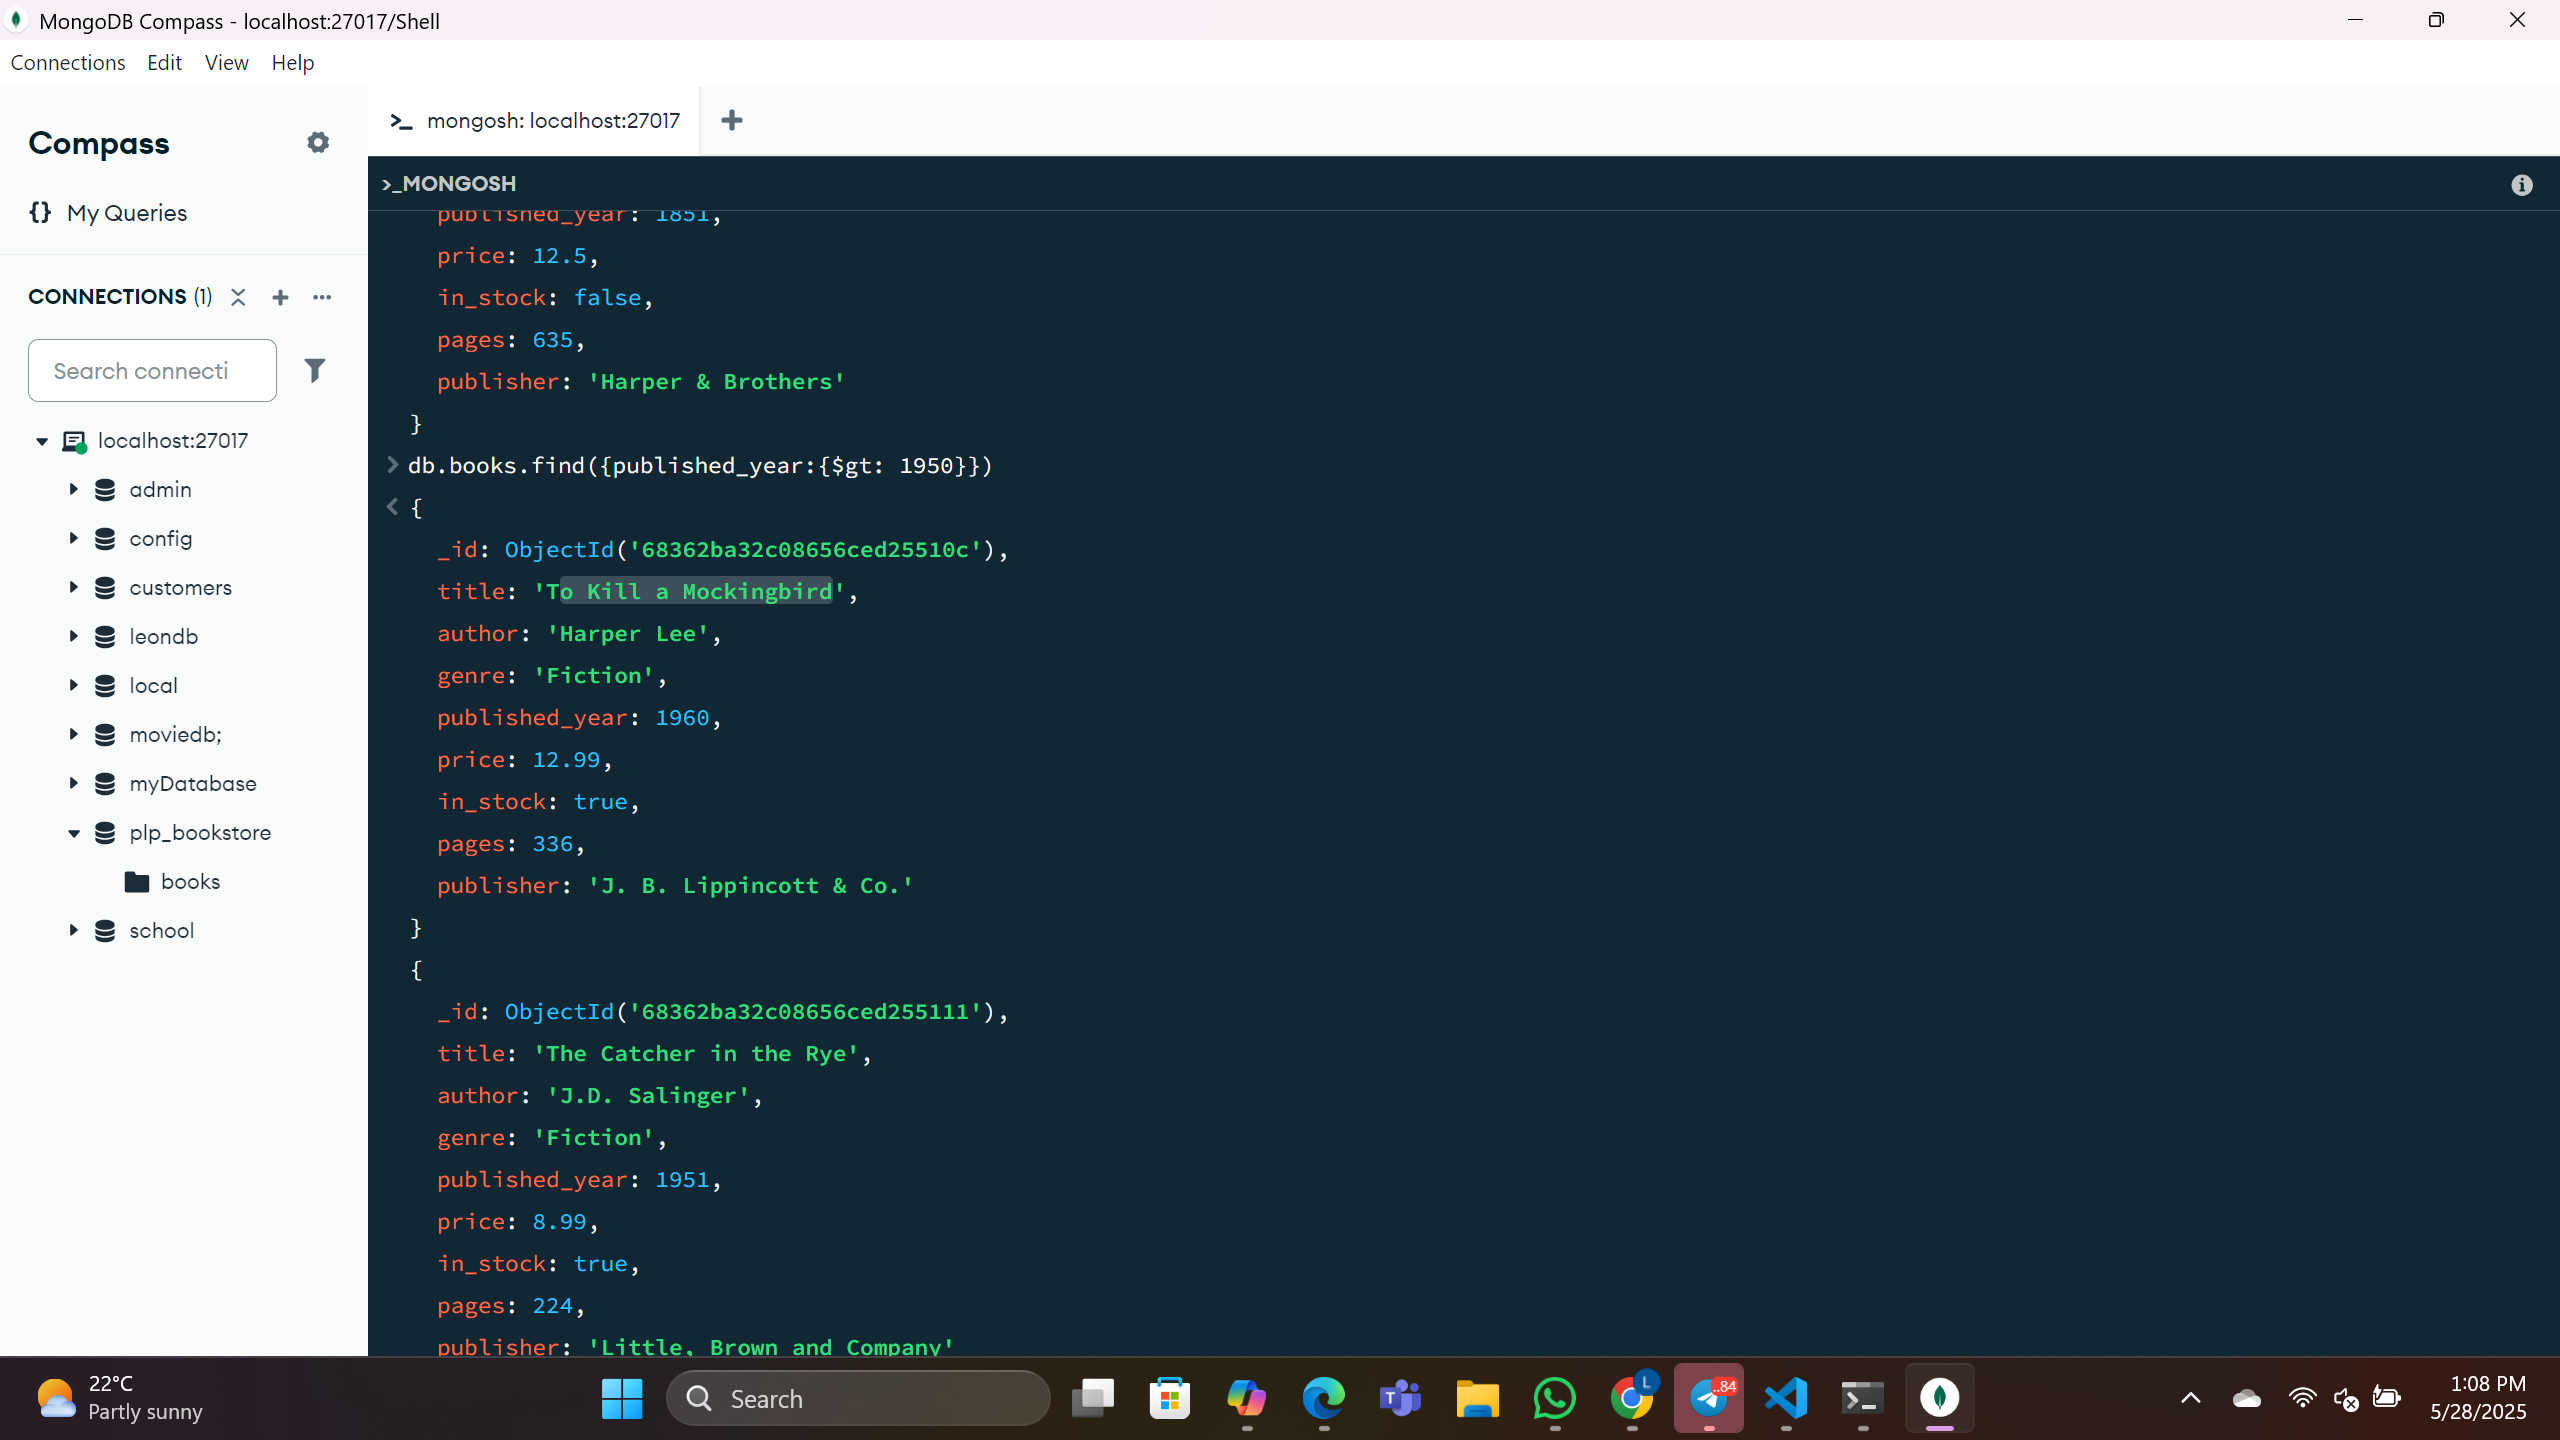 MongoDB Compass - localhost:27017/Shell
Connections Edit View Help
Compass
{} My Queries
CONNECTIONS (1)
Search connecti
localhost:27017
admin
config
customers
leondb
local
moviedb;
myDatabase
plp_bookstore
books
school
>_ mongosh: localhost:27017 +
>_MONGOSH
published_year: 1851,
price: 12.5,
in_stock: false,
pages: 635,
publisher: 'Harper & Brothers'
}
> db.books.find({published_year:{$gt: 1950}})
< {
_id: ObjectId('68362ba32c08656ced25510c'),
title: 'To Kill a Mockingbird',
author: 'Harper Lee',
genre: 'Fiction',
published_year: 1960,
price: 12.99,
in_stock: true,
pages: 336,
publisher: 'J. B. Lippincott & Co.'
}
{
_id: ObjectId('68362ba32c08656ced255111'),
title: 'The Catcher in the Rye',
author: 'J.D. Salinger',
genre: 'Fiction',
published_year: 1951,
price: 8.99,
in_stock: true,
pages: 224,
publisher: 'Little, Brown and Company'
22°C
Partly sunny
Search
L
..84
1:08 PM
5/28/2025